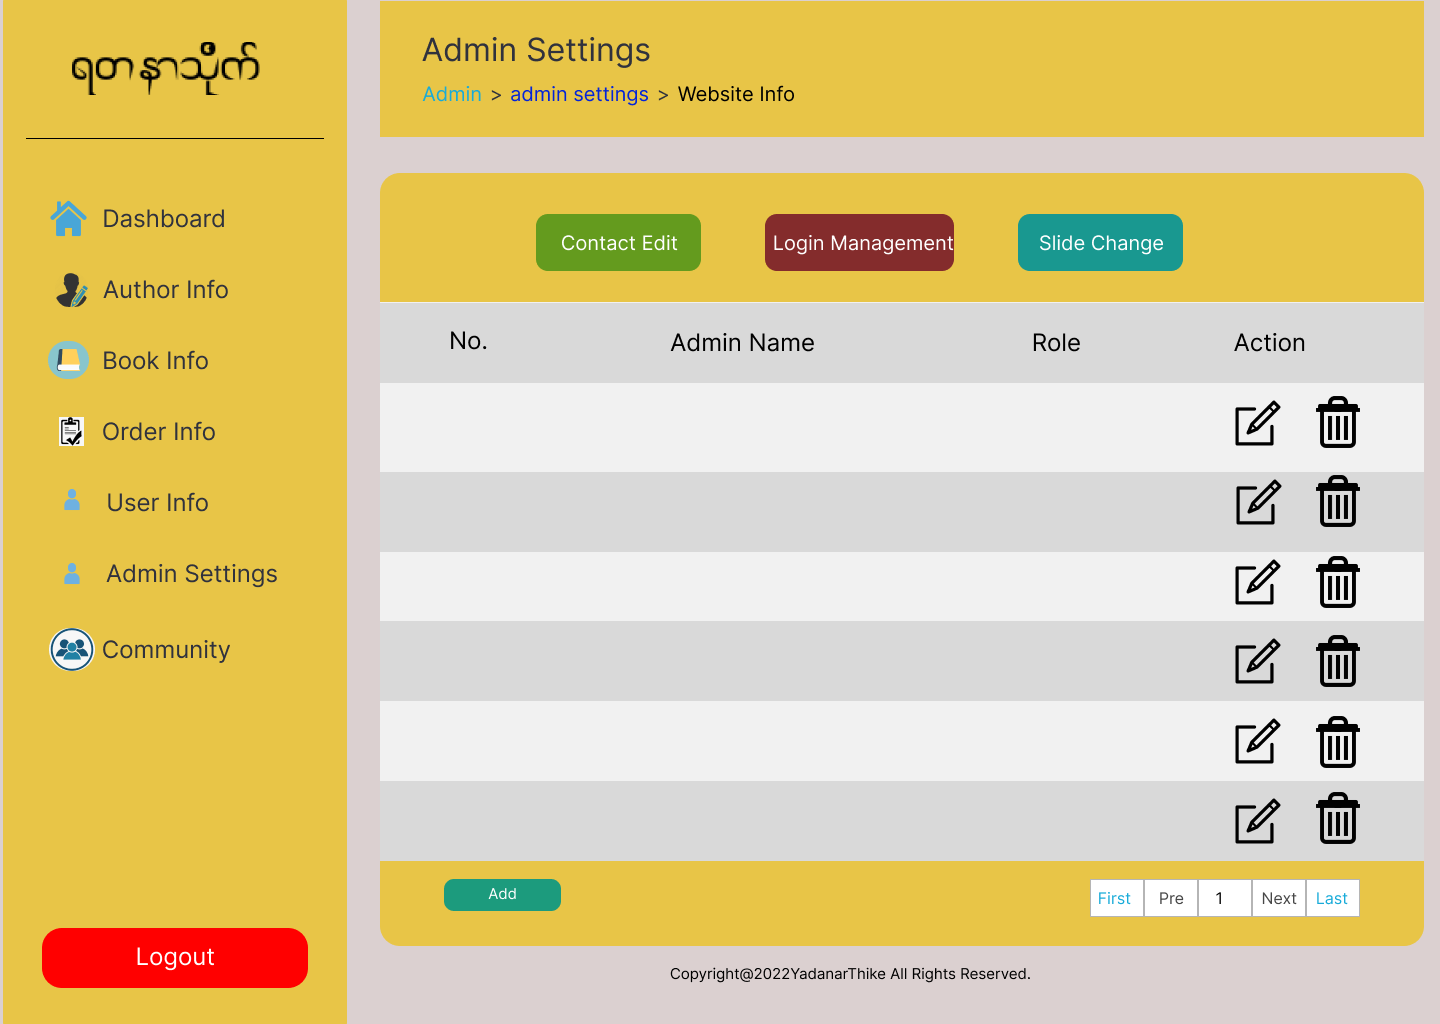 ရတနာသိုက်
Dashboard
Author Info
Book Info
Order Info
User Info
Admin Settings
Community
Logout
Admin Settings
Admin > admin settings > Website Info
Contact Edit Login Management Slide Change
No. Admin Name Role Action
Add
First Pre 1 Next Last
Copyright@2022YadanarThike All Rights Reserved.